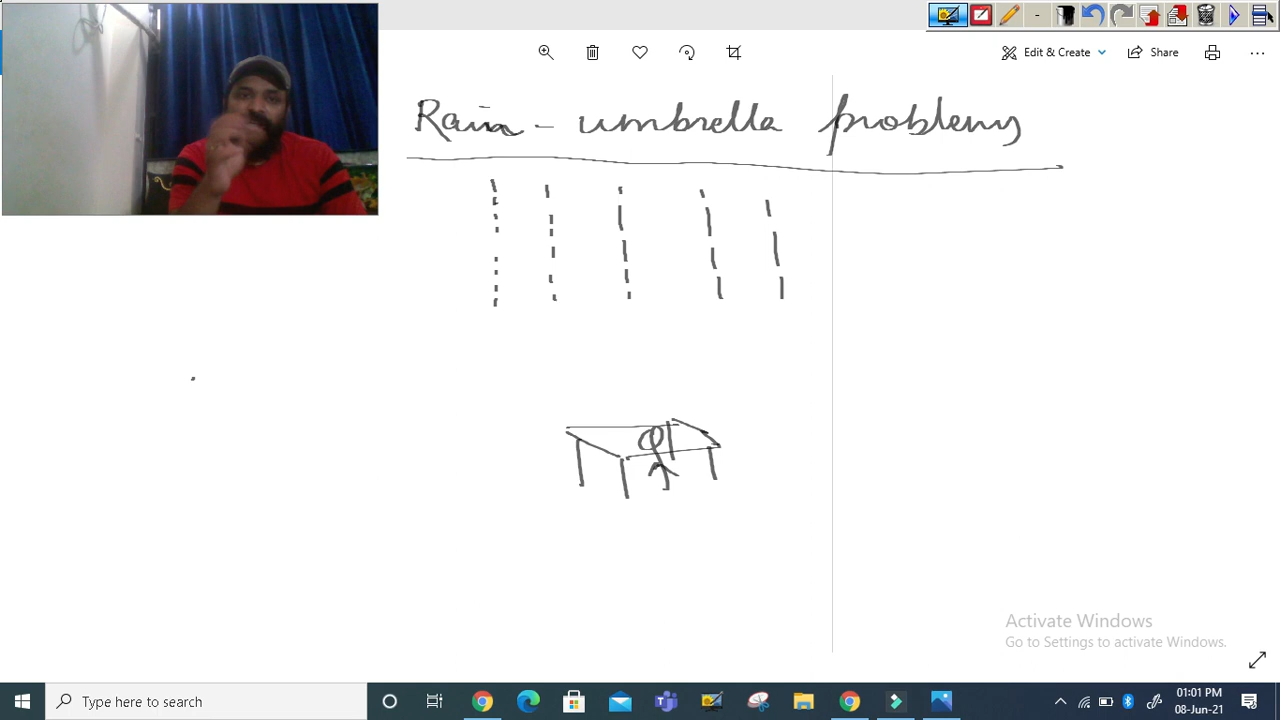 Edit & Create
Share
Rain - umbrella problems
Activate Windows
Go to Settings to activate Windows.
Type here to search
01:01 PM
08-Jun-21